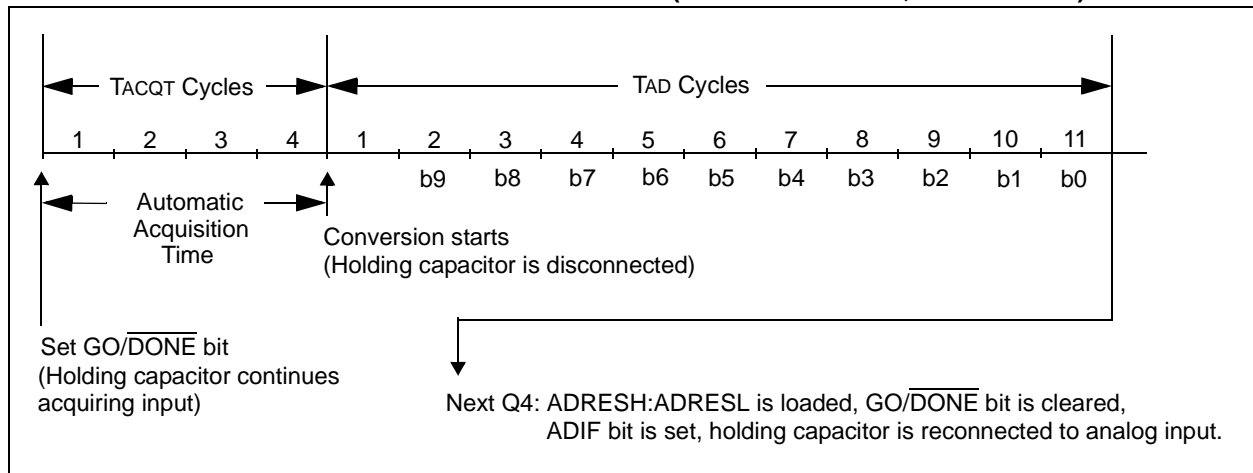 TACQT Cycles
TAD Cycles
1 2 3 4 1 2 3 4 5 6 7 8 9 10 11
b9 b8 b7 b6 b5 b4 b3 b2 b1 b0
Automatic
Acquisition
Time
Conversion starts
(Holding capacitor is disconnected)
Set GO/DONE bit
(Holding capacitor continues
acquiring input)
Next Q4: ADRESH:ADRESL is loaded, GO/DONE bit is cleared,
ADIF bit is set, holding capacitor is reconnected to analog input.